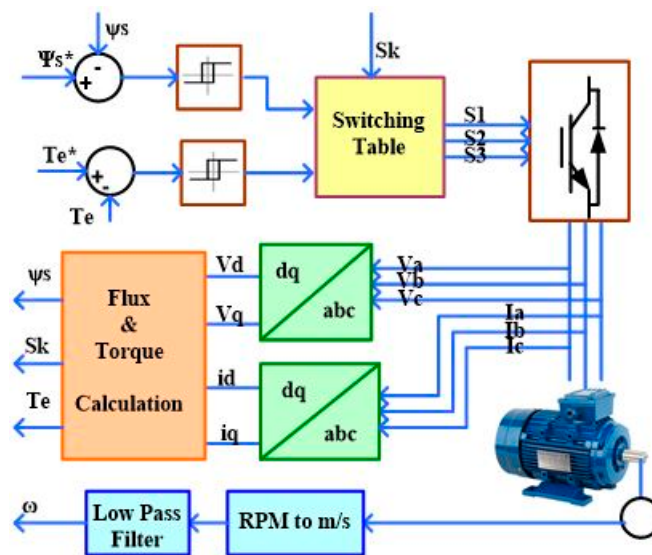 ψs
Ψs*
-
+
Sk
Switching
Table
S1
S2
S3
Te*
+
-
Te
Va
Vb
Vc
Vd
Vq
dq
abc
Ia
Ib
Ic
ψs
Flux
&
Torque
Calculation
Sk
Te
id
iq
dq
abc
ω
Low Pass
Filter
RPM to m/s